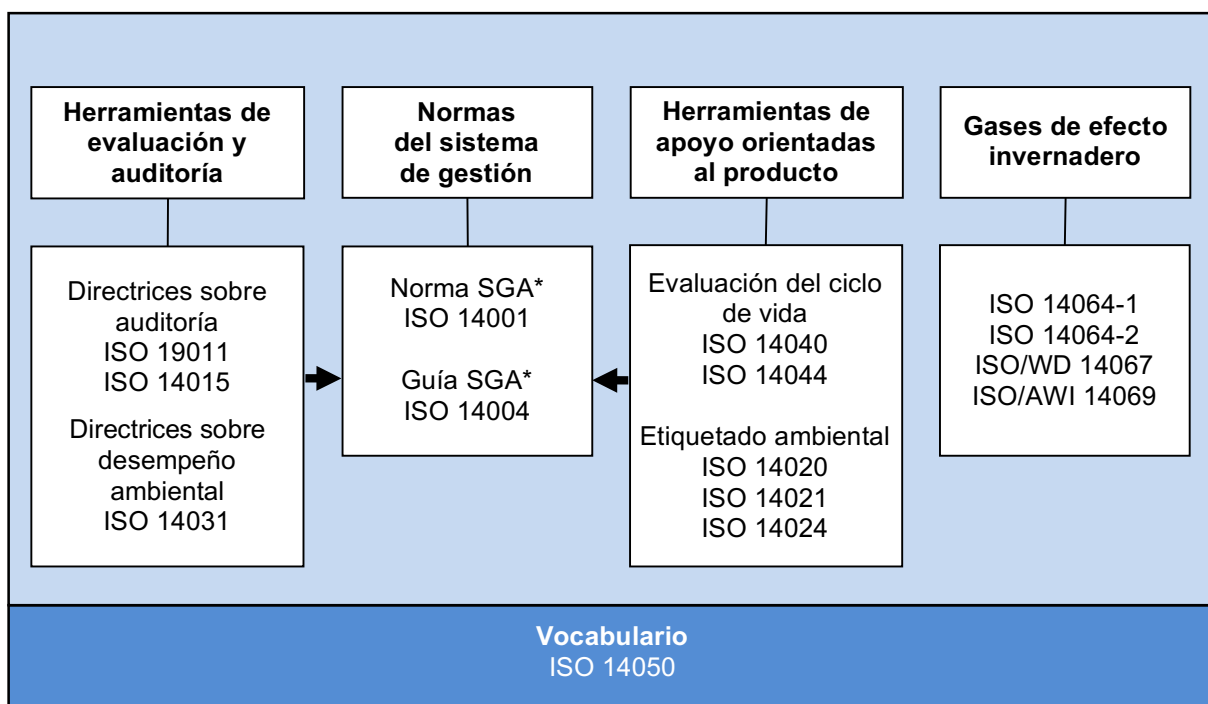 Herramientas de
evaluación y
auditoría
Normas
del sistema
de gestión
Herramientas de
apoyo orientadas
al producto
Gases de efecto
invernadero
Directrices sobre
auditoría
ISO 19011
ISO 14015
Directrices sobre
desempeño
ambiental
ISO 14031
Norma SGA*
ISO 14001
Guía SGA*
ISO 14004
Evaluación del ciclo
de vida
ISO 14040
ISO 14044
Etiquetado ambiental
ISO 14020
ISO 14021
ISO 14024
ISO 14064-1
ISO 14064-2
ISO/WD 14067
ISO/AWI 14069
Vocabulario
ISO 14050